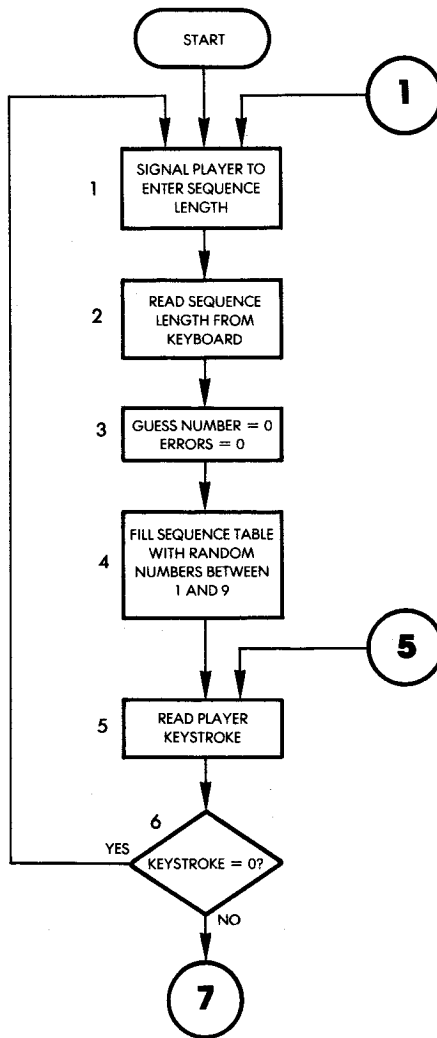 START
1
1
SIGNAL PLAYER TO
ENTER SEQUENCE
LENGTH
2
READ SEQUENCE
LENGTH FROM
KEYBOARD
3
GUESS NUMBER = 0
ERRORS = 0
4
FILL SEQUENCE TABLE
WITH RANDOM
NUMBERS BETWEEN
1 AND 9
5
5
READ PLAYER
KEYSTROKE
6
YES
KEYSTROKE = 0?
NO
7